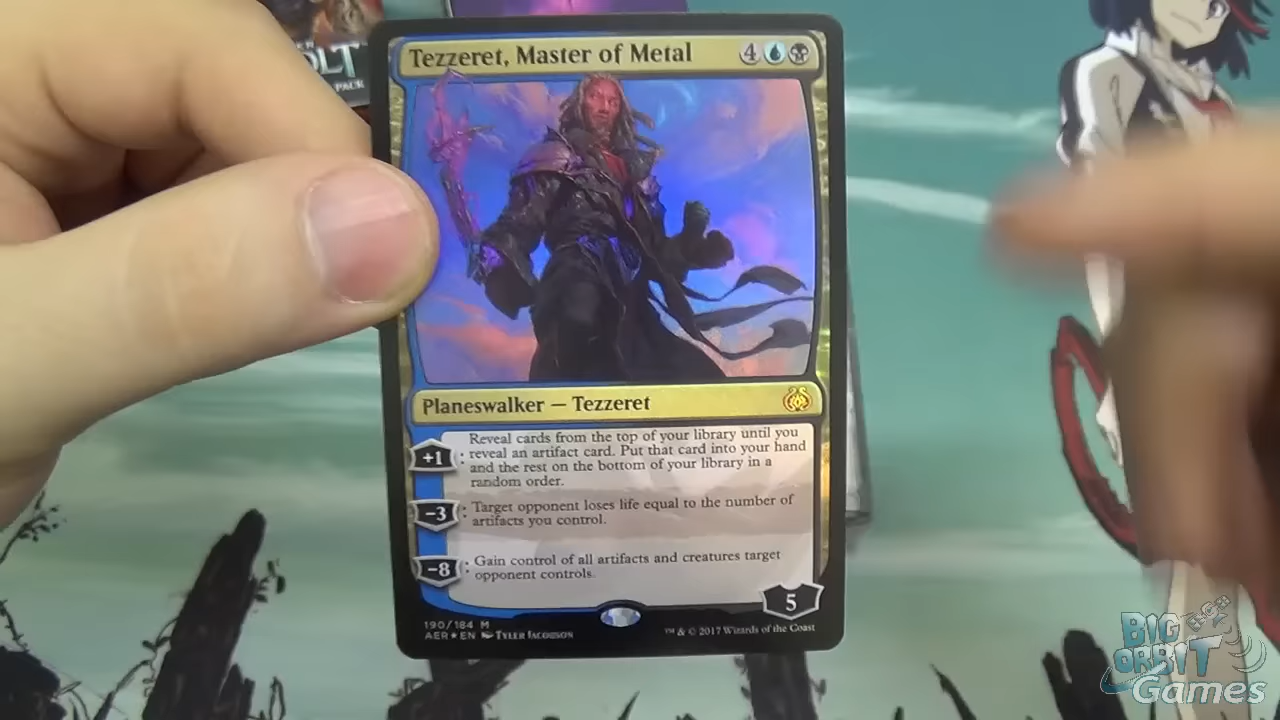 OLT
PACK
Tezzeret, Master of Metal 4
Planeswalker — Tezzeret
+1 : Reveal cards from the top of your library until you
reveal an artifact card. Put that card into your hand
and the rest on the bottom of your library in a
random order.
−3 : Target opponent loses life equal to the number of
artifacts you control.
−8 : Gain control of all artifacts and creatures target
opponent controls.
5
190/184 M
AER★EN Tyler Jacobson
™ & © 2017 Wizards of the Coast
BIG
ORBIT
Games